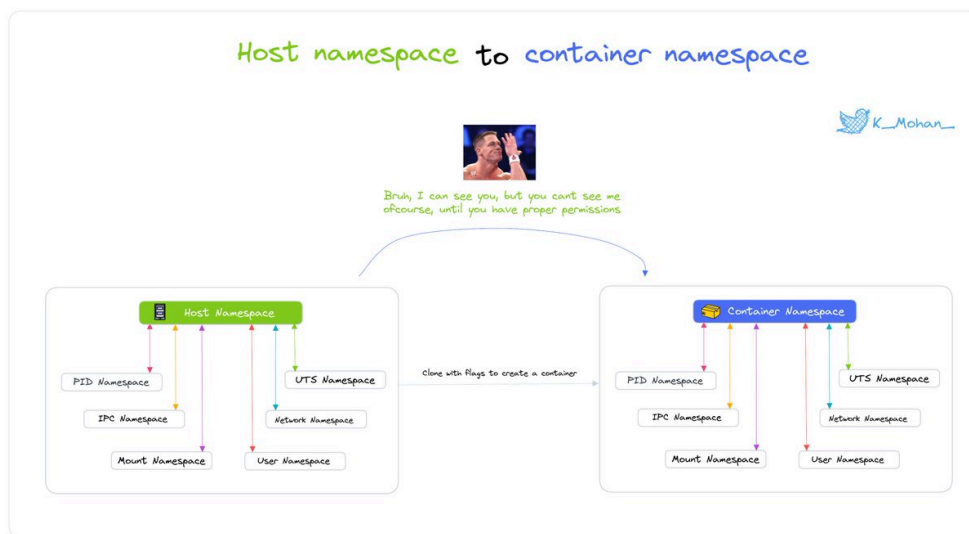 Host namespace to container namespace
K_Mohan_
Bruh, I can see you, but you cant see me
ofcourse, until you have proper permissions
Host Namespace
PID Namespace
UTS Namespace
IPC Namespace
Network Namespace
Mount Namespace
User Namespace
Clone with flags to create a container
Container Namespace
PID Namespace
UTS Namespace
IPC Namespace
Network Namespace
Mount Namespace
User Namespace